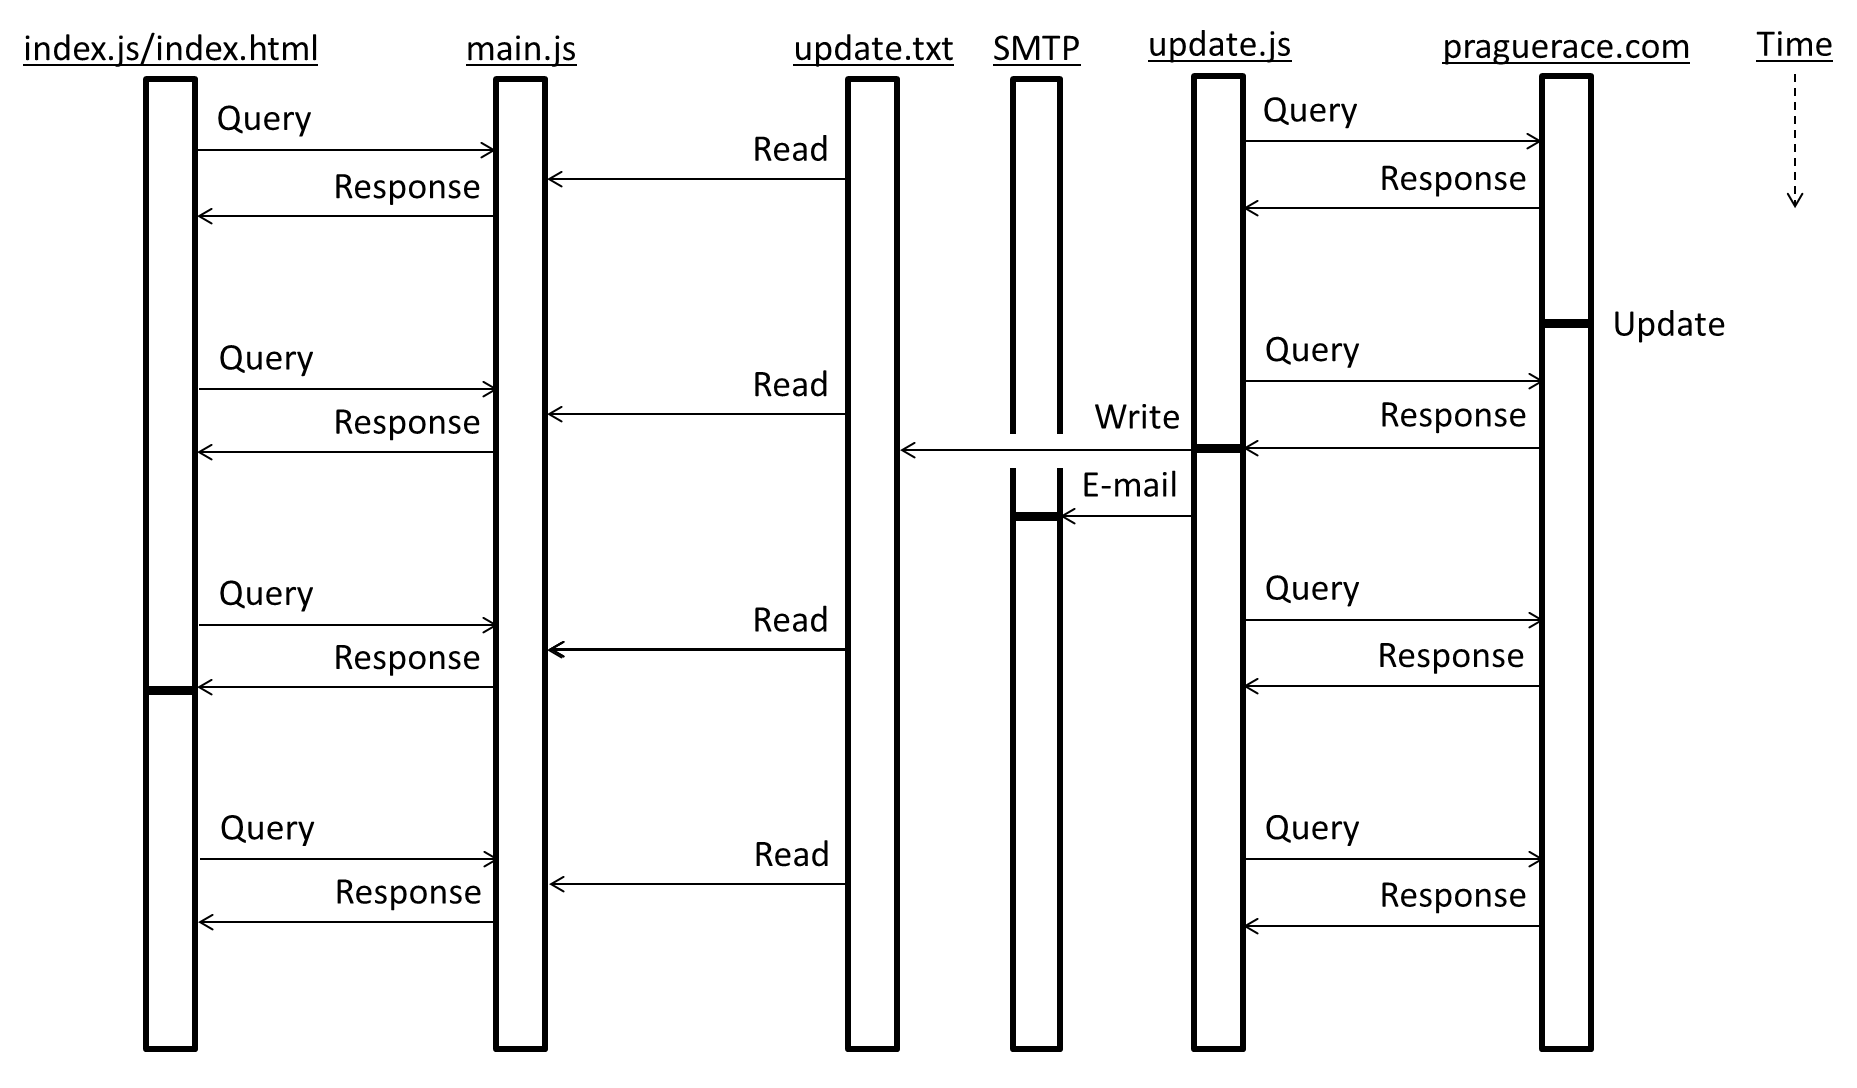 index.js/index.html main.js update.txt SMTP update.js praguerace.com Time
Query Read Query
Response Response
Update
Query Read Query
Response Write Response
E-mail
Query Read Query
Response Response
Query Read Query
Response Response